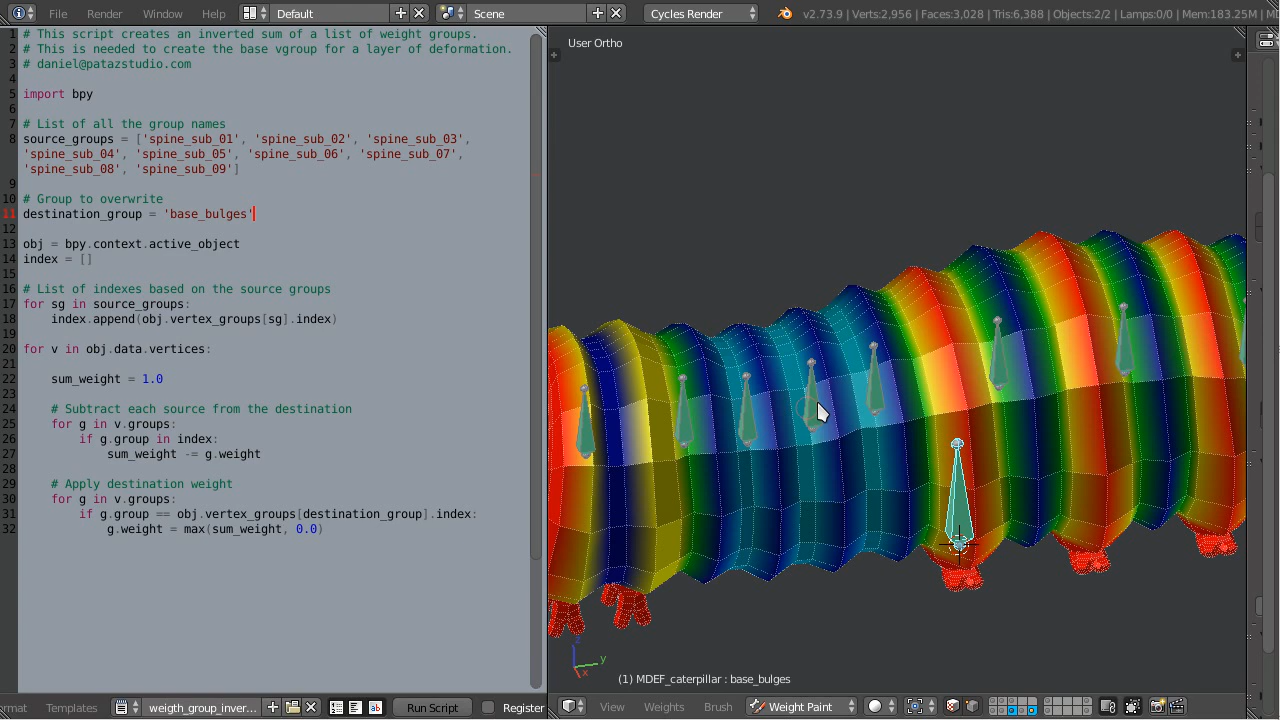 File Render Window Help Default Scene Cycles Render v2.73.9 | Verts:2,956 | Faces:3,028 | Tris:6,388 | Objects:2/2 | Lamps:0/0 | Mem:183.25M
1 # This script creates an inverted sum of a list of weight groups.
2 # This is needed to create the base vgroup for a layer of deformation.
3 # daniel@patazstudio.com
4
5 import bpy
6
7 # List of all the group names
8 source_groups = ['spine_sub_01', 'spine_sub_02', 'spine_sub_03',
'spine_sub_04', 'spine_sub_05', 'spine_sub_06', 'spine_sub_07',
'spine_sub_08', 'spine_sub_09']
9
10 # Group to overwrite
11 destination_group = 'base_bulges'
12
13 obj = bpy.context.active_object
14 index = []
15
16 # List of indexes based on the source groups
17 for sg in source_groups:
18 index.append(obj.vertex_groups[sg].index)
19
20 for v in obj.data.vertices:
21
22 sum_weight = 1.0
23
24 # Subtract each source from the destination
25 for g in v.groups:
26 if g.group in index:
27 sum_weight -= g.weight
28
29 # Apply destination weight
30 for g in v.groups:
31 if g.group == obj.vertex_groups[destination_group].index:
32 g.weight = max(sum_weight, 0.0)
User Ortho
z
y
x
(1) MDEF_caterpillar : base_bulges
rmat Templates weigth_group_inver... Run Script Register
View Weights Brush Weight Paint